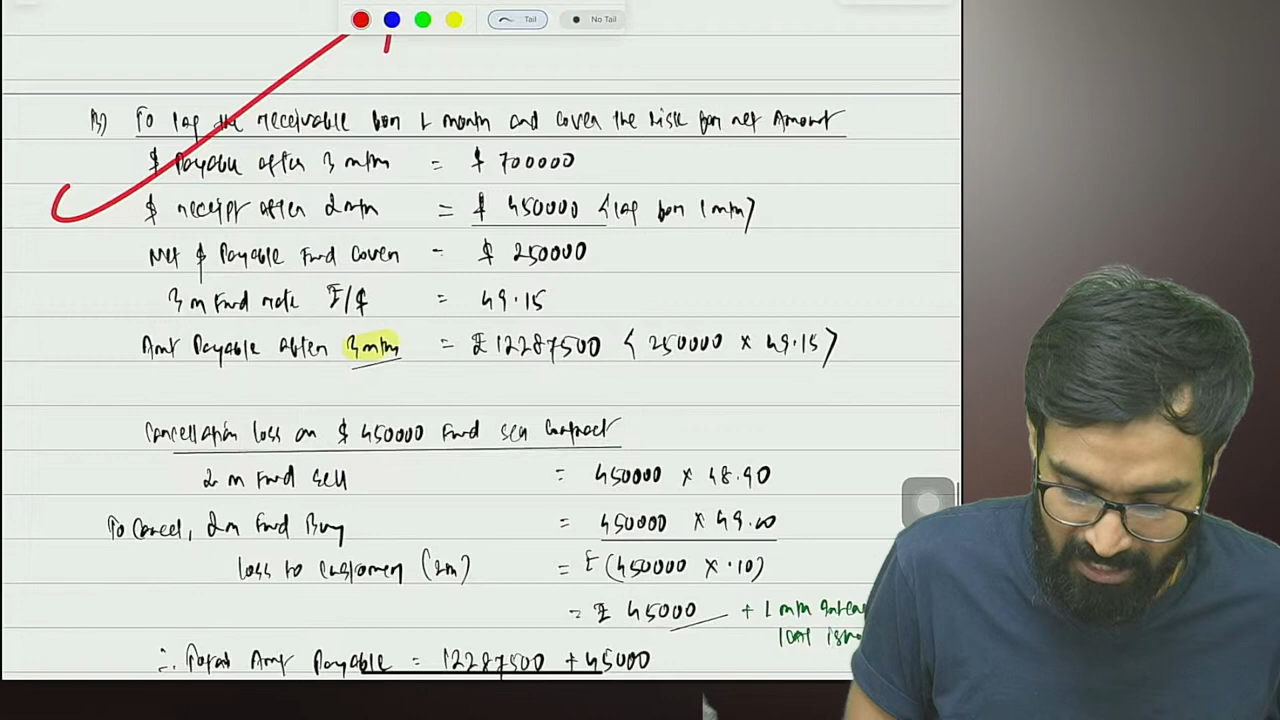 Tail
No Tail
B) To lag the receivable for 1 month and cover the risk for net Amount
$ Payable after 3 mth = $ 700000
$ receipt after 2 mth = $ 450000 {lag for 1 mth}
Net $ Payable Fwd Cover = $ 250000
3 m Fwd rate ₹/$ = 49.15
Amt Payable after 3 mth = ₹ 12287500 {250000 × 49.15}
Cancellation loss on $ 450000 Fwd sell Contract
2 m Fwd Sell = 450000 × 48.90
To Cancel, 2m Fwd Buy = 450000 × 49.00
loss to customer (2m) = ₹ (450000 × .10)
= ₹ 45000 + 1 mth
∴ Total Amt Payable = 12287500 + 45000